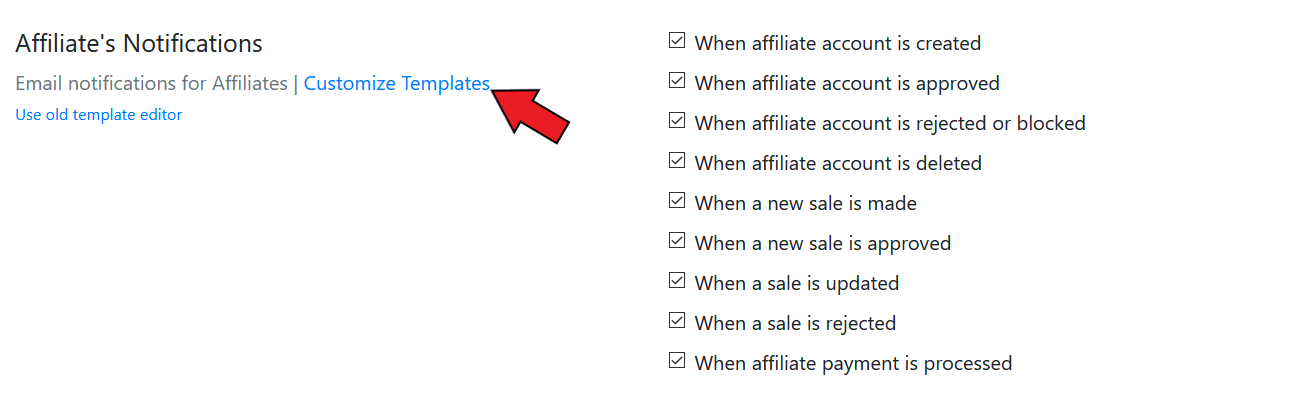 Affiliate's Notifications
Email notifications for Affiliates | Customize Templates
Use old template editor
When affiliate account is created
When affiliate account is approved
When affiliate account is rejected or blocked
When affiliate account is deleted
When a new sale is made
When a new sale is approved
When a sale is updated
When a sale is rejected
When affiliate payment is processed